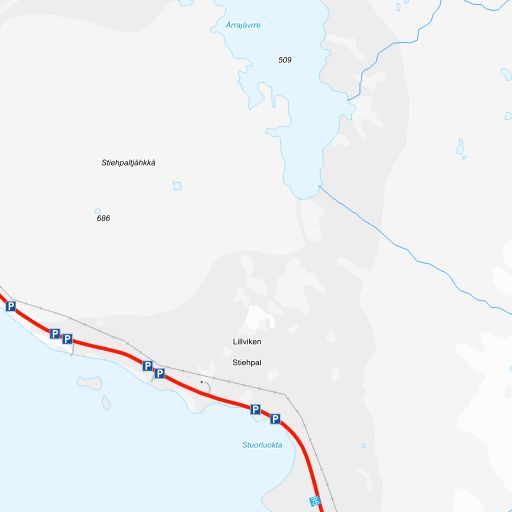 Árrajávrre
509
Stiehpaltjåhkkå
686
P
P
P
P
P
Lillviken
Stiehpal
P
P
Stuorluokta